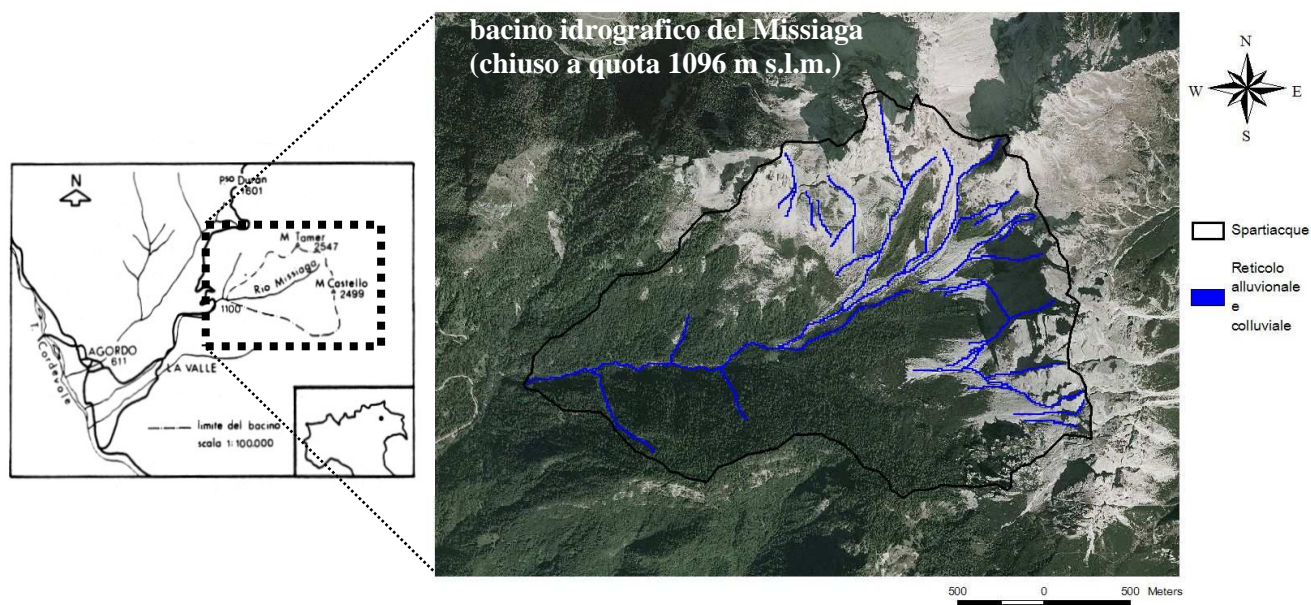 bacino idrografico del Missiaga
(chiuso a quota 1096 m s.l.m.)
N
W E
S
Spartiacque
Reticolo
alluvionale
e
colluviale
500 0 500 Meters
N
Pso Duran
1601
M Tamer
2547
Rio Missiaga
M Castello
2499
1100
AGORDO
611
LA VALLE
T. Cordevole
limite del bacino
scala 1:100.000